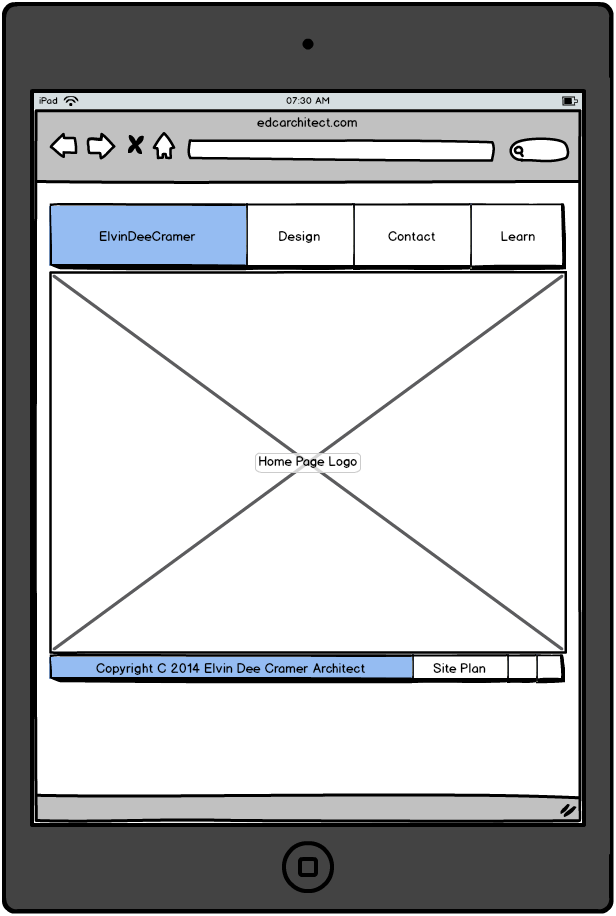 iPad 07:30 AM
edcarchitect.com
ElvinDeeCramer Design Contact Learn
Home Page Logo
Copyright C 2014 Elvin Dee Cramer Architect Site Plan